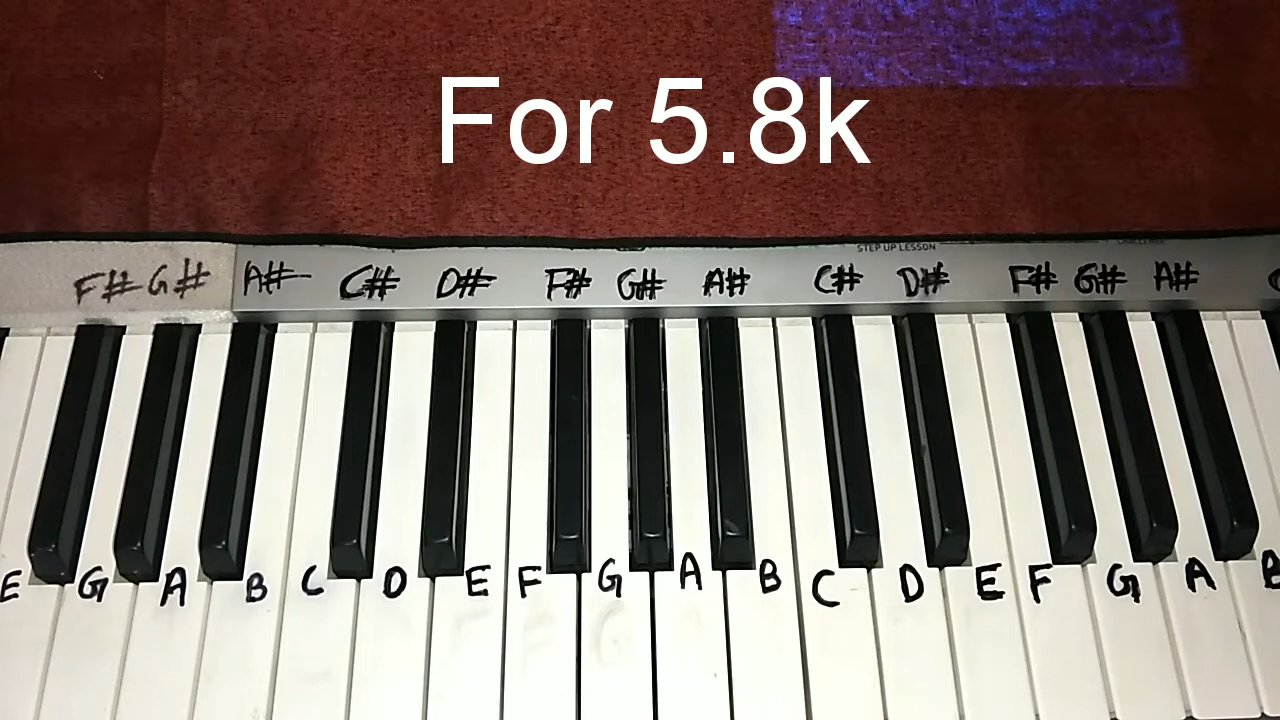 For 5.8k
STEP UP LESSON
F# G# A# C# D# F# G# A# C# D# F# G# A#
E G A B C D E F G A B C D E F G A B